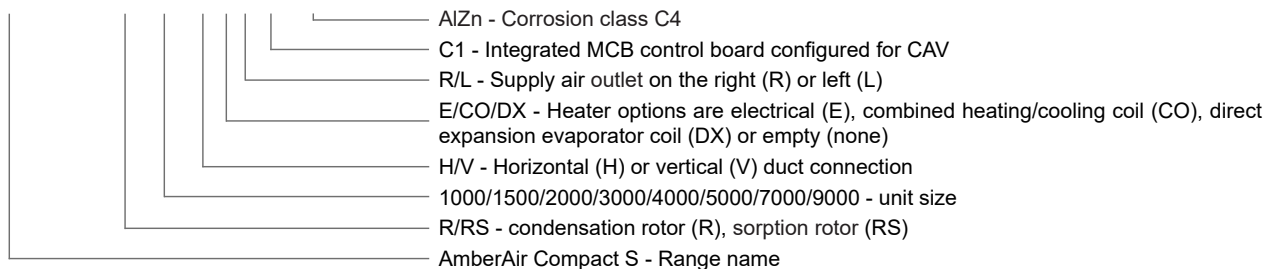 AlZn - Corrosion class C4
C1 - Integrated MCB control board configured for CAV
R/L - Supply air outlet on the right (R) or left (L)
E/CO/DX - Heater options are electrical (E), combined heating/cooling coil (CO), direct
expansion evaporator coil (DX) or empty (none)
H/V - Horizontal (H) or vertical (V) duct connection
1000/1500/2000/3000/4000/5000/7000/9000 - unit size
R/RS - condensation rotor (R), sorption rotor (RS)
AmberAir Compact S - Range name